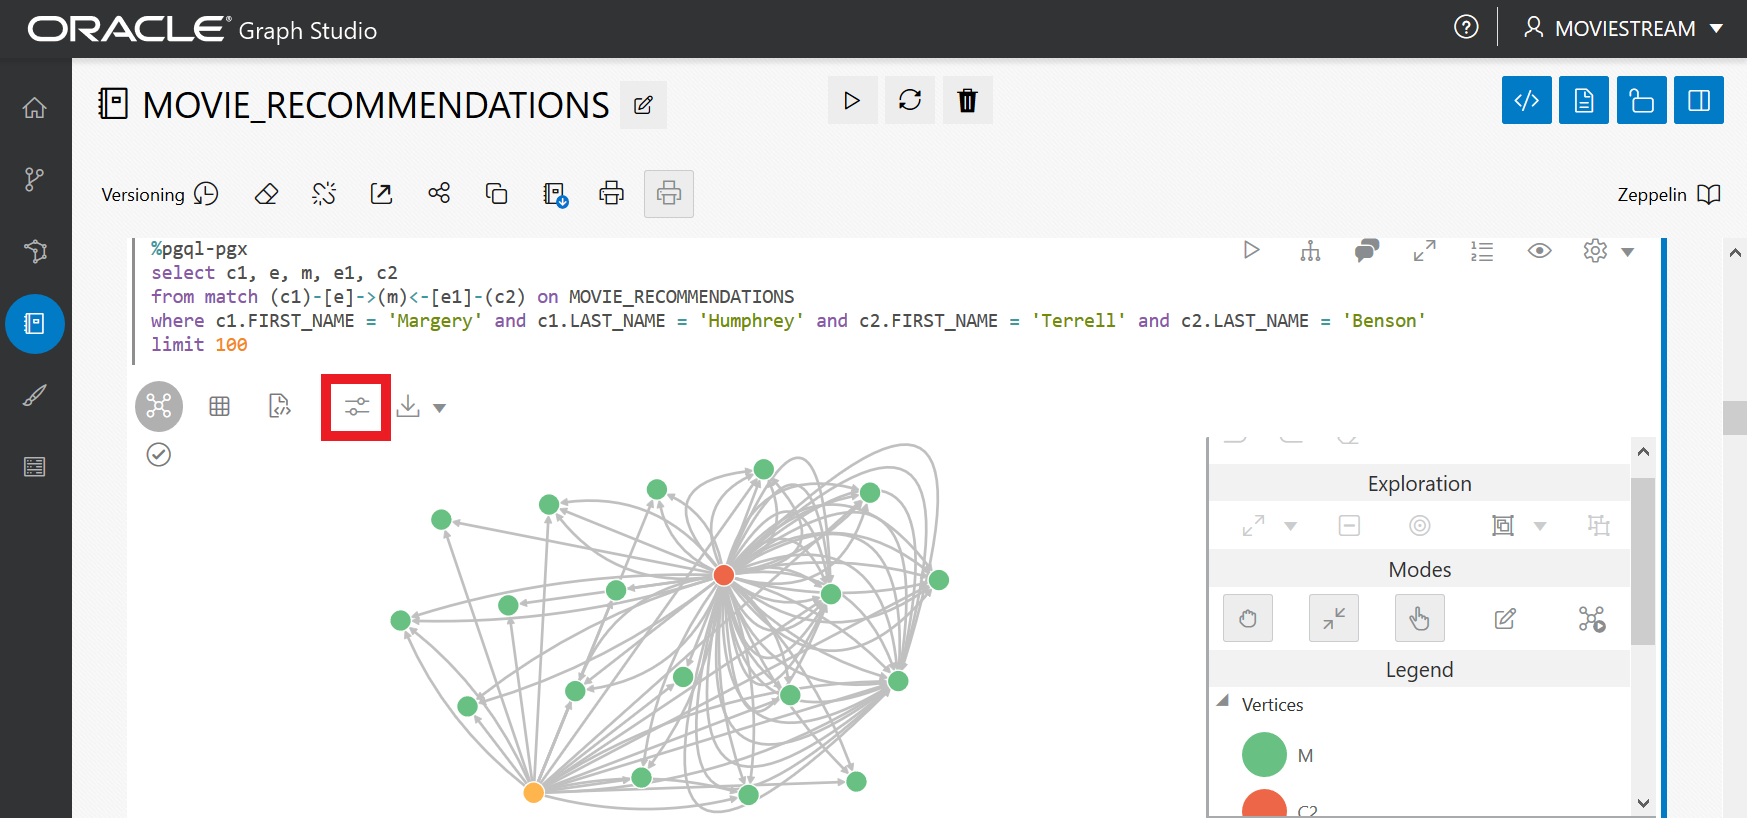 ORACLE® Graph Studio
MOVIESTREAM
MOVIE_RECOMMENDATIONS
Versioning
Zeppelin
%pgql-pgx
select c1, e, m, e1, c2
from match (c1)-[e]->(m)<-[e1]-(c2) on MOVIE_RECOMMENDATIONS
where c1.FIRST_NAME = 'Margery' and c1.LAST_NAME = 'Humphrey' and c2.FIRST_NAME = 'Terrell' and c2.LAST_NAME = 'Benson'
limit 100
Exploration
Modes
Legend
Vertices
M
C2